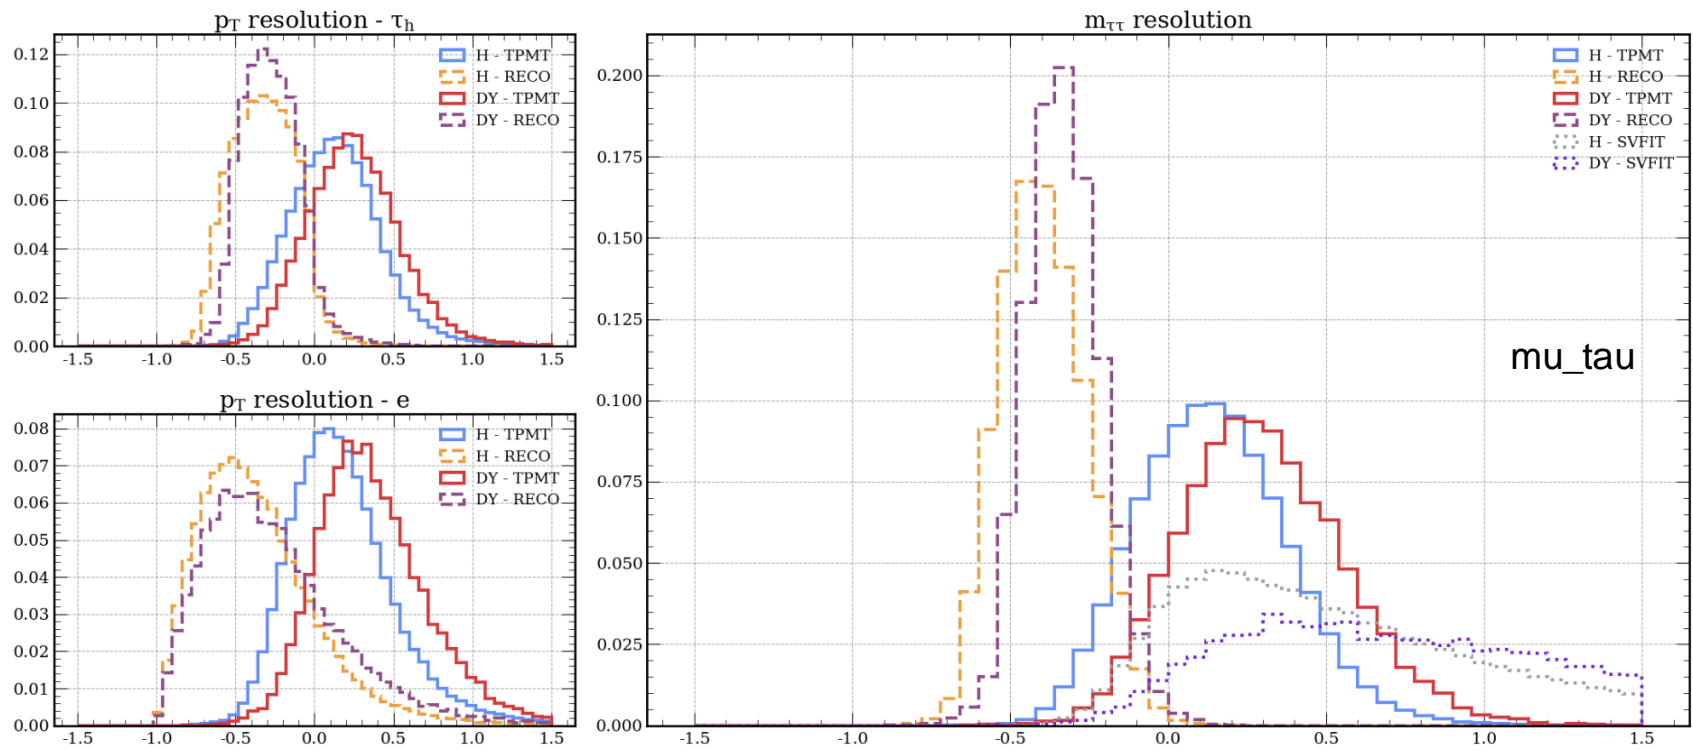 p_T resolution - τ_h
0.12
0.10
0.08
0.06
0.04
0.02
0.00
-1.5 -1.0 -0.5 0.0 0.5 1.0 1.5
H - TPMT
H - RECO
DY - TPMT
DY - RECO
p_T resolution - e
0.08
0.07
0.06
0.05
0.04
0.03
0.02
0.01
0.00
-1.5 -1.0 -0.5 0.0 0.5 1.0 1.5
H - TPMT
H - RECO
DY - TPMT
DY - RECO
m_ττ resolution
0.200
0.175
0.150
0.125
0.100
0.075
0.050
0.025
0.000
-1.5 -1.0 -0.5 0.0 0.5 1.0 1.5
H - TPMT
H - RECO
DY - TPMT
DY - RECO
H - SVFIT
DY - SVFIT
mu_tau